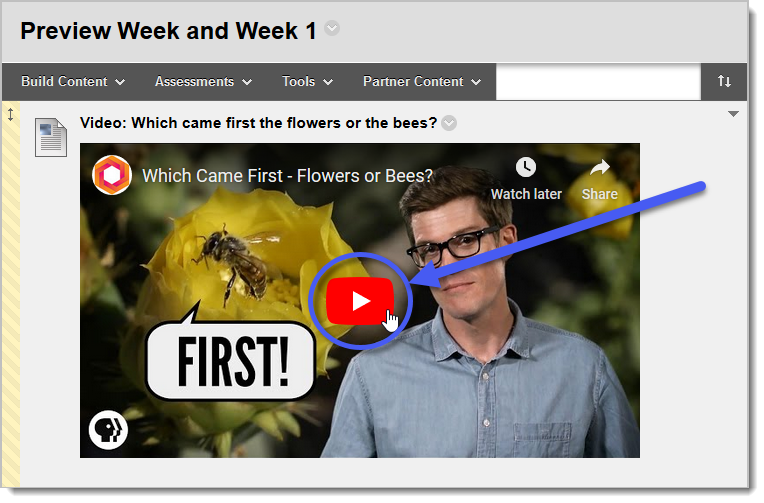 Preview Week and Week 1
Build Content Assessments Tools Partner Content
Video: Which came first the flowers or the bees?
Which Came First - Flowers or Bees?
Watch later Share
FIRST!